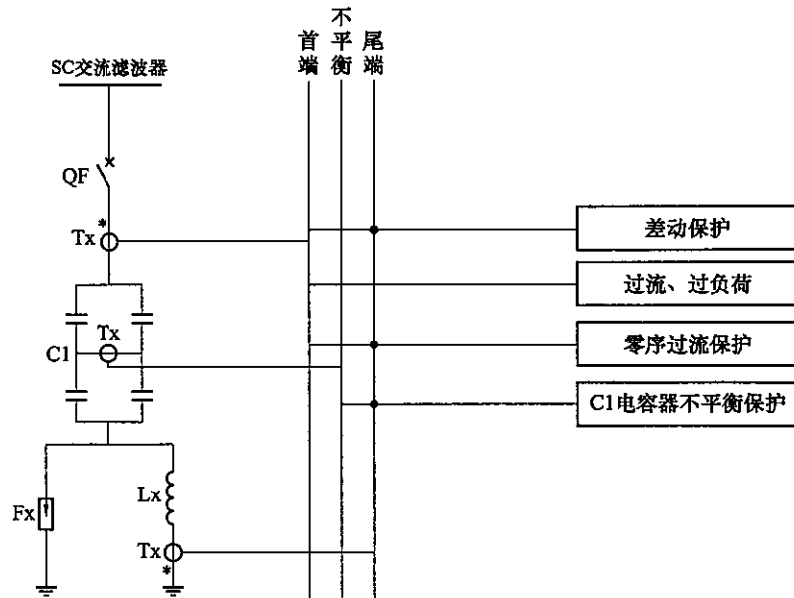 SC交流滤波器
首端
不平衡
尾端
QF
*
Tx
差动保护
过流、过负荷
Tx
C1
零序过流保护
C1电容器不平衡保护
Fx
Lx
Tx
*